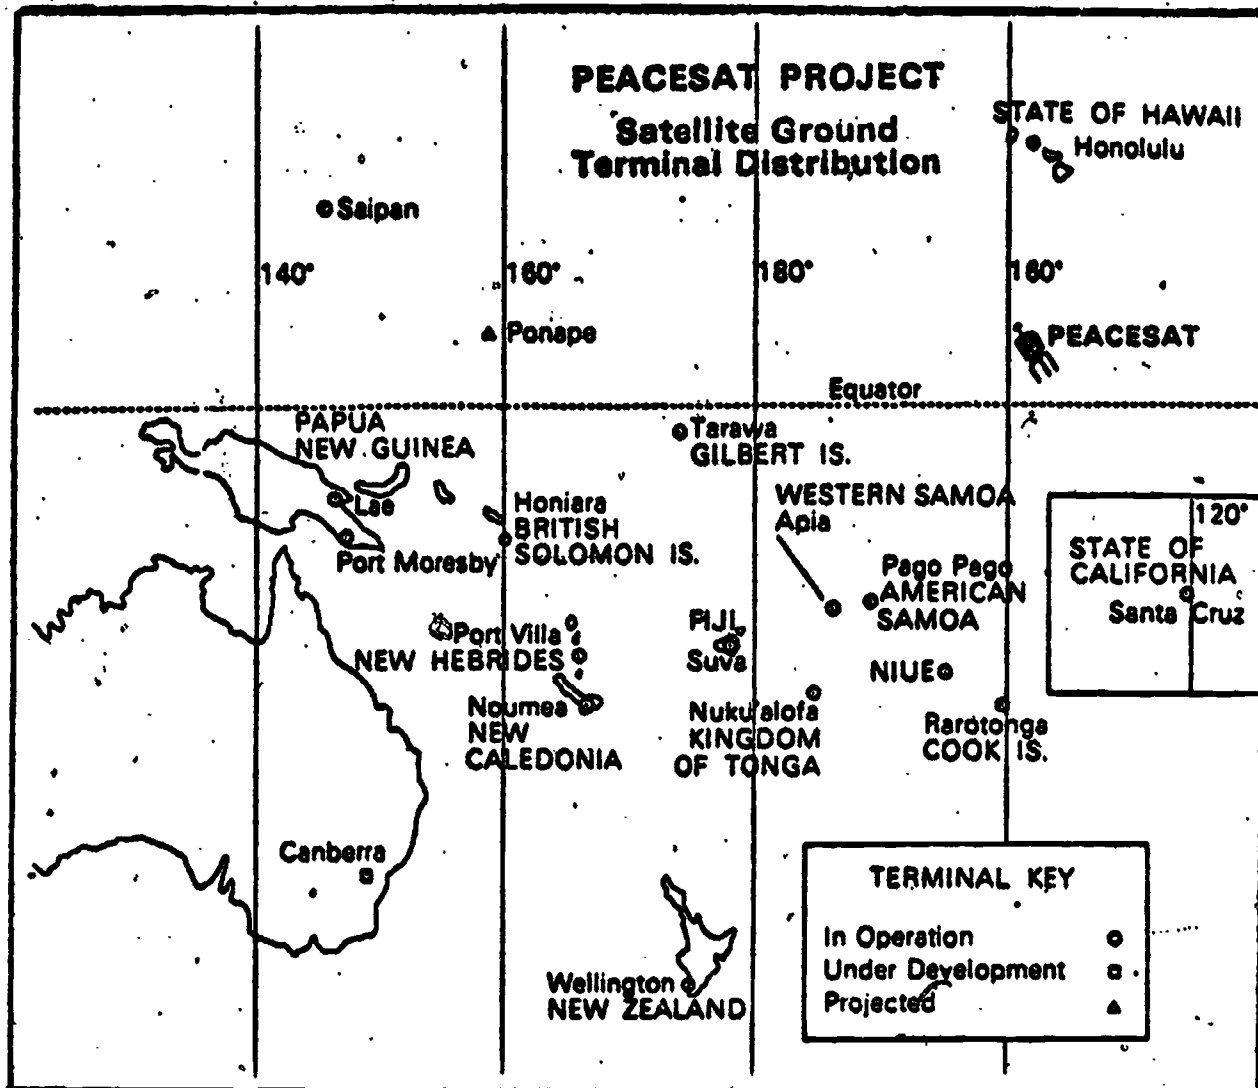 PEACESAT PROJECT
Satellite Ground
Terminal Distribution
STATE OF HAWAII
Honolulu
Saipan
140°
160°
180°
160°
Ponape
PEACESAT
Equator
PAPUA
NEW GUINEA
Lae
Port Moresby
Tarawa
GILBERT IS.
Honiara
BRITISH
SOLOMON IS.
WESTERN SAMOA
Apia
Pago Pago
AMERICAN
SAMOA
120°
STATE OF
CALIFORNIA
Santa Cruz
Port Villa
NEW HEBRIDES
FIJI
Suva
NIUE
Noumea
NEW
CALEDONIA
Nuku'alofa
KINGDOM
OF TONGA
Rarotonga
COOK IS.
Canberra
Wellington
NEW ZEALAND
TERMINAL KEY
In Operation
Under Development
Projected